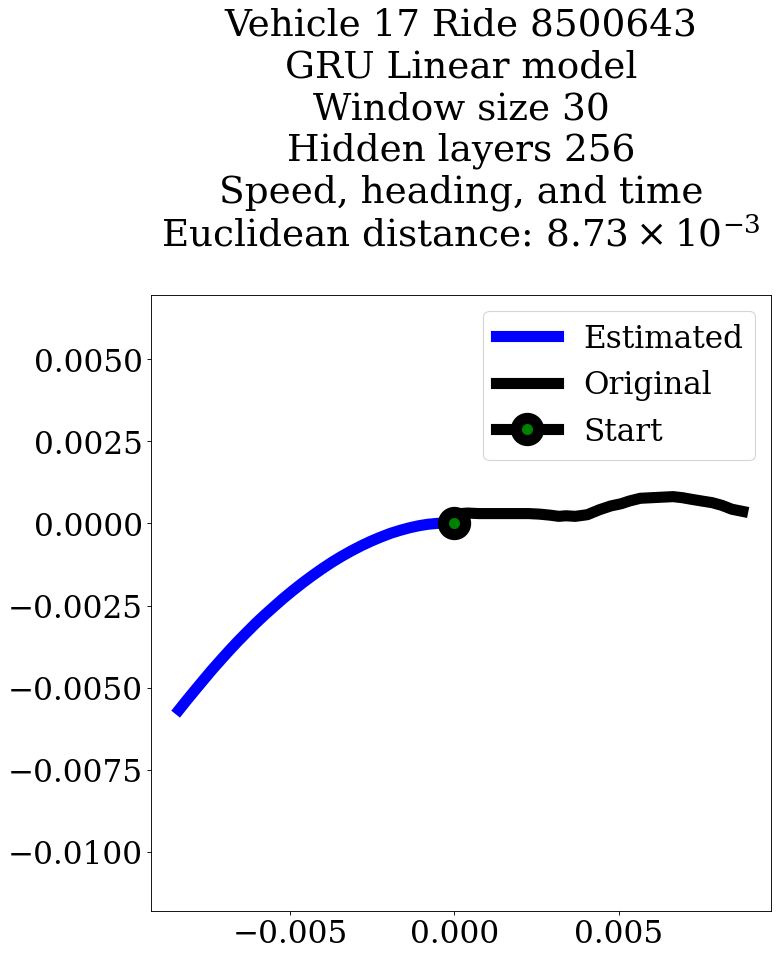 Vehicle 17 Ride 8500643
GRU Linear model
Window size 30
Hidden layers 256
Speed, heading, and time
Euclidean distance: 8.73 × 10⁻³
Estimated
Original
Start
0.0050
0.0025
0.0000
−0.0025
−0.0050
−0.0075
−0.0100
−0.005 0.000 0.005